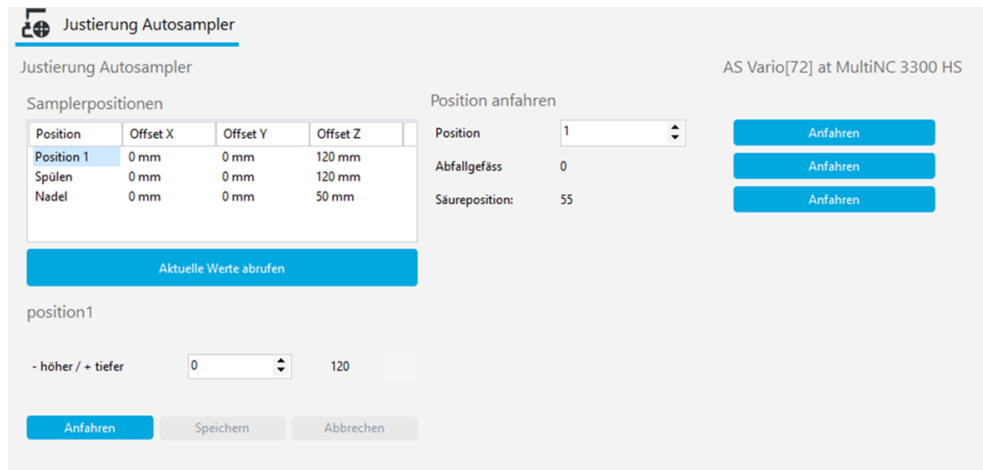 Justierung Autosampler
Justierung Autosampler
AS Vario[72] at MultiNC 3300 HS
Samplerpositionen
Position Offset X Offset Y Offset Z
Position 1 0 mm 0 mm 120 mm
Spülen 0 mm 0 mm 120 mm
Nadel 0 mm 0 mm 50 mm
Aktuelle Werte abrufen
position1
- höher / + tiefer 0 120
Anfahren Speichern Abbrechen
Position anfahren
Position 1 Anfahren
Abfallgefäss 0 Anfahren
Säureposition: 55 Anfahren